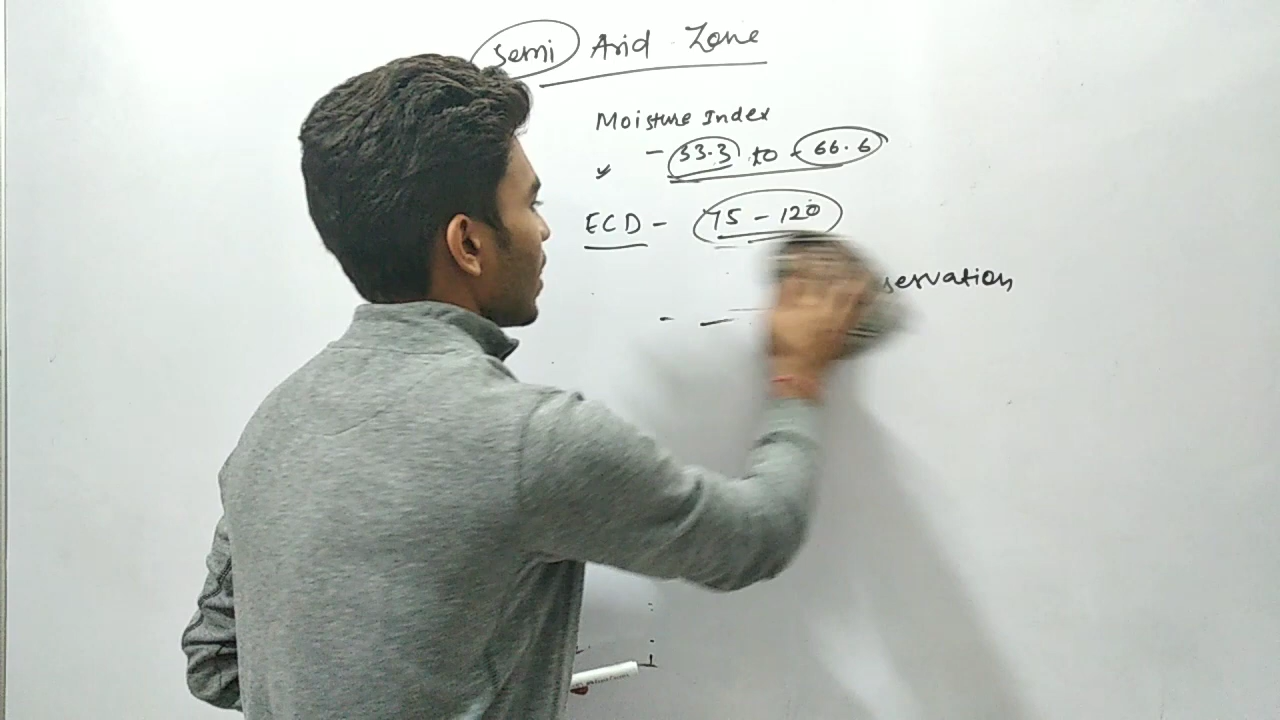 Semi Arid Zone
Moisture Index
- 33.3 to - 66.6
ECD - 75 - 120
servation